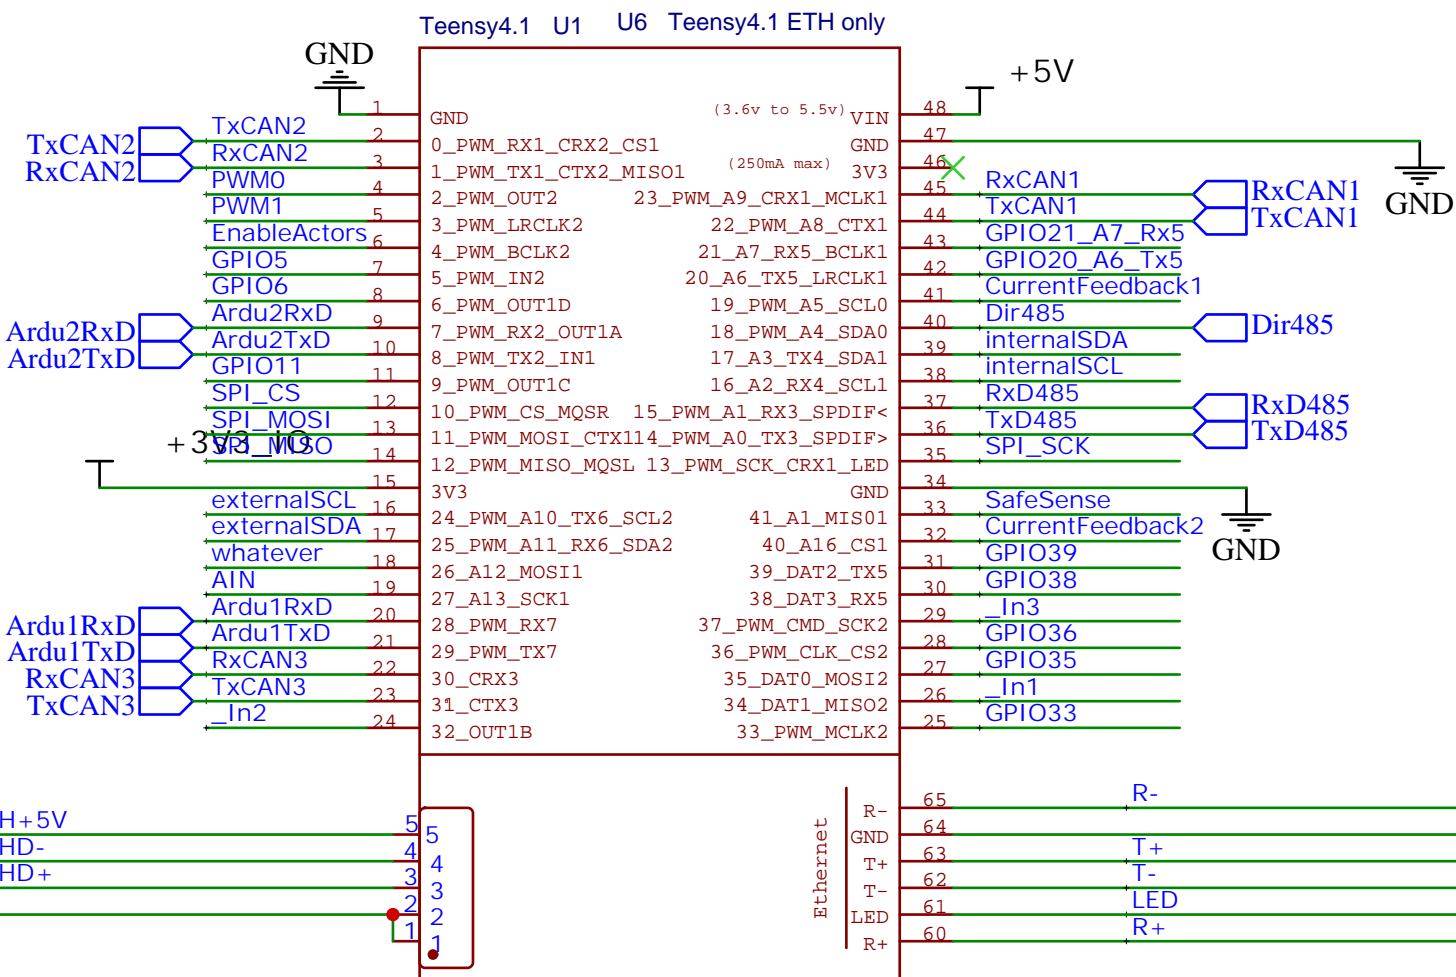 Teensy4.1 U1 U6 Teensy4.1 ETH only
GND
+5V
1 GND (3.6v to 5.5v) VIN 48
TxCAN2 TxCAN2 2 0_PWM_RX1_CRX2_CS1 GND 47
RxCAN2 RxCAN2 3 1_PWM_TX1_CTX2_MISO1 (250mA max) 3V3 46
GND
PWM0 4 2_PWM_OUT2 23_PWM_A9_CRX1_MCLK1 45 RxCAN1 RxCAN1
PWM1 5 3_PWM_LRCLK2 22_PWM_A8_CTX1 44 TxCAN1 TxCAN1
EnableActors 6 4_PWM_BCLK2 21_A7_RX5_BCLK1 43 GPIO21_A7_Rx5
GPIO5 7 5_PWM_IN2 20_A6_TX5_LRCLK1 42 GPIO20_A6_Tx5
GPIO6 8 6_PWM_OUT1D 19_PWM_A5_SCL0 41 CurrentFeedback1
Ardu2RxD Ardu2RxD 9 7_PWM_RX2_OUT1A 18_PWM_A4_SDA0 40 Dir485 Dir485
Ardu2TxD Ardu2TxD 10 8_PWM_TX2_IN1 17_A3_TX4_SDA1 39 internalSDA
GPIO11 11 9_PWM_OUT1C 16_A2_RX4_SCL1 38 internalSCL
SPI_CS 12 10_PWM_CS_MQSR 15_PWM_A1_RX3_SPDIF< 37 RxD485 RxD485
SPI_MOSI 13 11_PWM_MOSI_CTX114_PWM_A0_TX3_SPDIF> 36 TxD485 TxD485
+3V3_IO
SPI_MISO 14 12_PWM_MISO_MQSL 13_PWM_SCK_CRX1_LED 35 SPI_SCK
15 3V3 GND 34
GND
externalSCL 16 24_PWM_A10_TX6_SCL2 41_A1_MIS01 33 SafeSense
externalSDA 17 25_PWM_A11_RX6_SDA2 40_A16_CS1 32 CurrentFeedback2
whatever 18 26_A12_MOSI1 39_DAT2_TX5 31 GPIO39
AIN 19 27_A13_SCK1 38_DAT3_RX5 30 GPIO38
Ardu1RxD Ardu1RxD 20 28_PWM_RX7 37_PWM_CMD_SCK2 29 _In3
Ardu1TxD Ardu1TxD 21 29_PWM_TX7 36_PWM_CLK_CS2 28 GPIO36
RxCAN3 RxCAN3 22 30_CRX3 35_DAT0_MOSI2 27 GPIO35
TxCAN3 TxCAN3 23 31_CTX3 34_DAT1_MISO2 26 _In1
_In2 24 32_OUT1B 33_PWM_MCLK2 25 GPIO33
Ethernet
R- 65 R-
H+5V 5 5 GND 64
HD- 4 4 T+ 63 T+
HD+ 3 3 T- 62 T-
2 2 LED 61 LED
1 1 R+ 60 R+